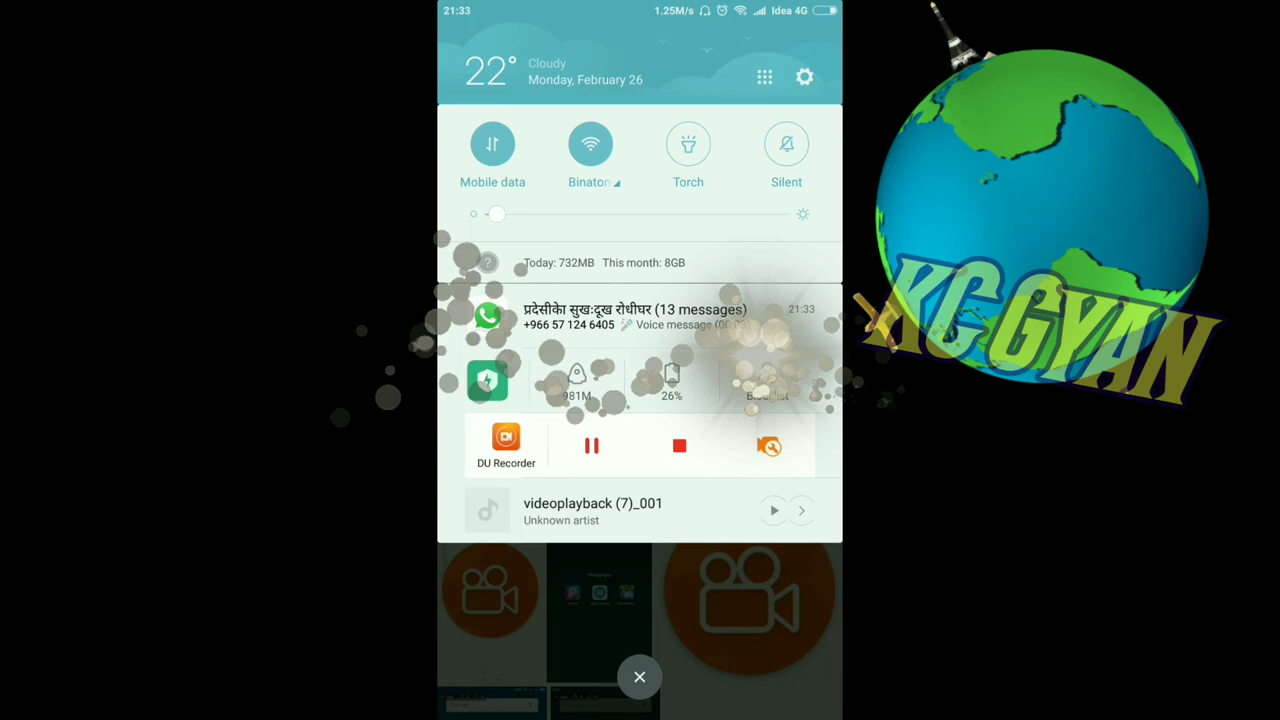 21:33
1.25M/s Idea 4G
22° Cloudy
Monday, February 26
Mobile data
Binaton
Torch
Silent
Today: 732MB This month: 8GB
प्रदेसीकेा सुख:दूख रोधीघर (13 messages) 21:33
+966 57 124 6405 Voice message (00:
981M
26%
DU Recorder
videoplayback (7)_001
Unknown artist
KC GYAN